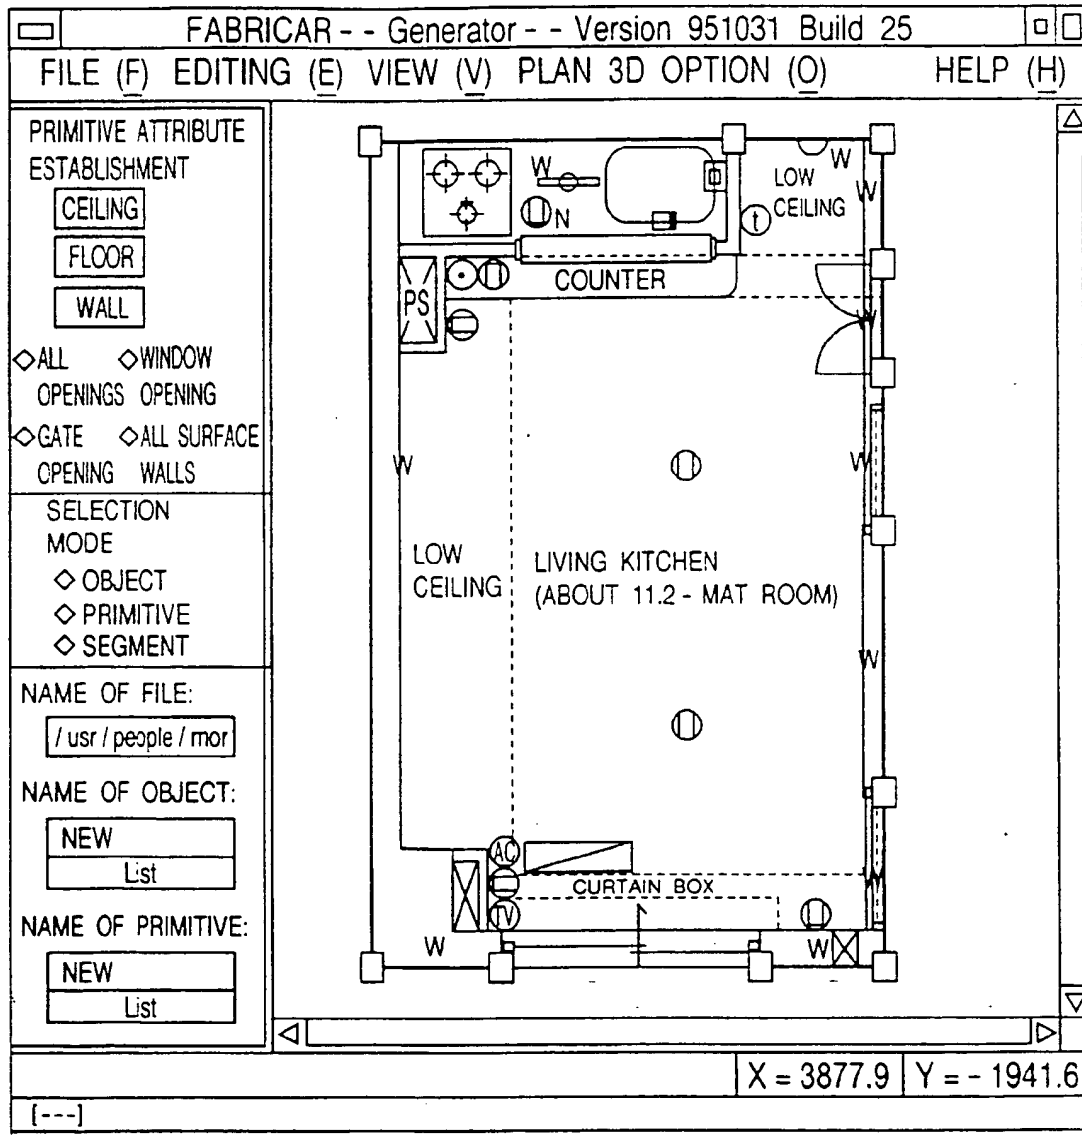 FABRICAR - - Generator - - Version 951031 Build 25
FILE (F) EDITING (E) VIEW (V) PLAN 3D OPTION (O) HELP (H)
PRIMITIVE ATTRIBUTE
ESTABLISHMENT
CEILING
FLOOR
WALL
ALL WINDOW
OPENINGS OPENING
GATE ALL SURFACE
OPENING WALLS
SELECTION
MODE
OBJECT
PRIMITIVE
SEGMENT
NAME OF FILE:
/ usr / people / mor
NAME OF OBJECT:
NEW
List
NAME OF PRIMITIVE:
NEW
List
W
W
LOW
CEILING
W
N
t
COUNTER
PS
W
W
W
LOW
CEILING
LIVING KITCHEN
(ABOUT 11.2 - MAT ROOM)
W
AC
CURTAIN BOX
W
TV
W
W
X = 3877.9 Y = - 1941.6
[---]